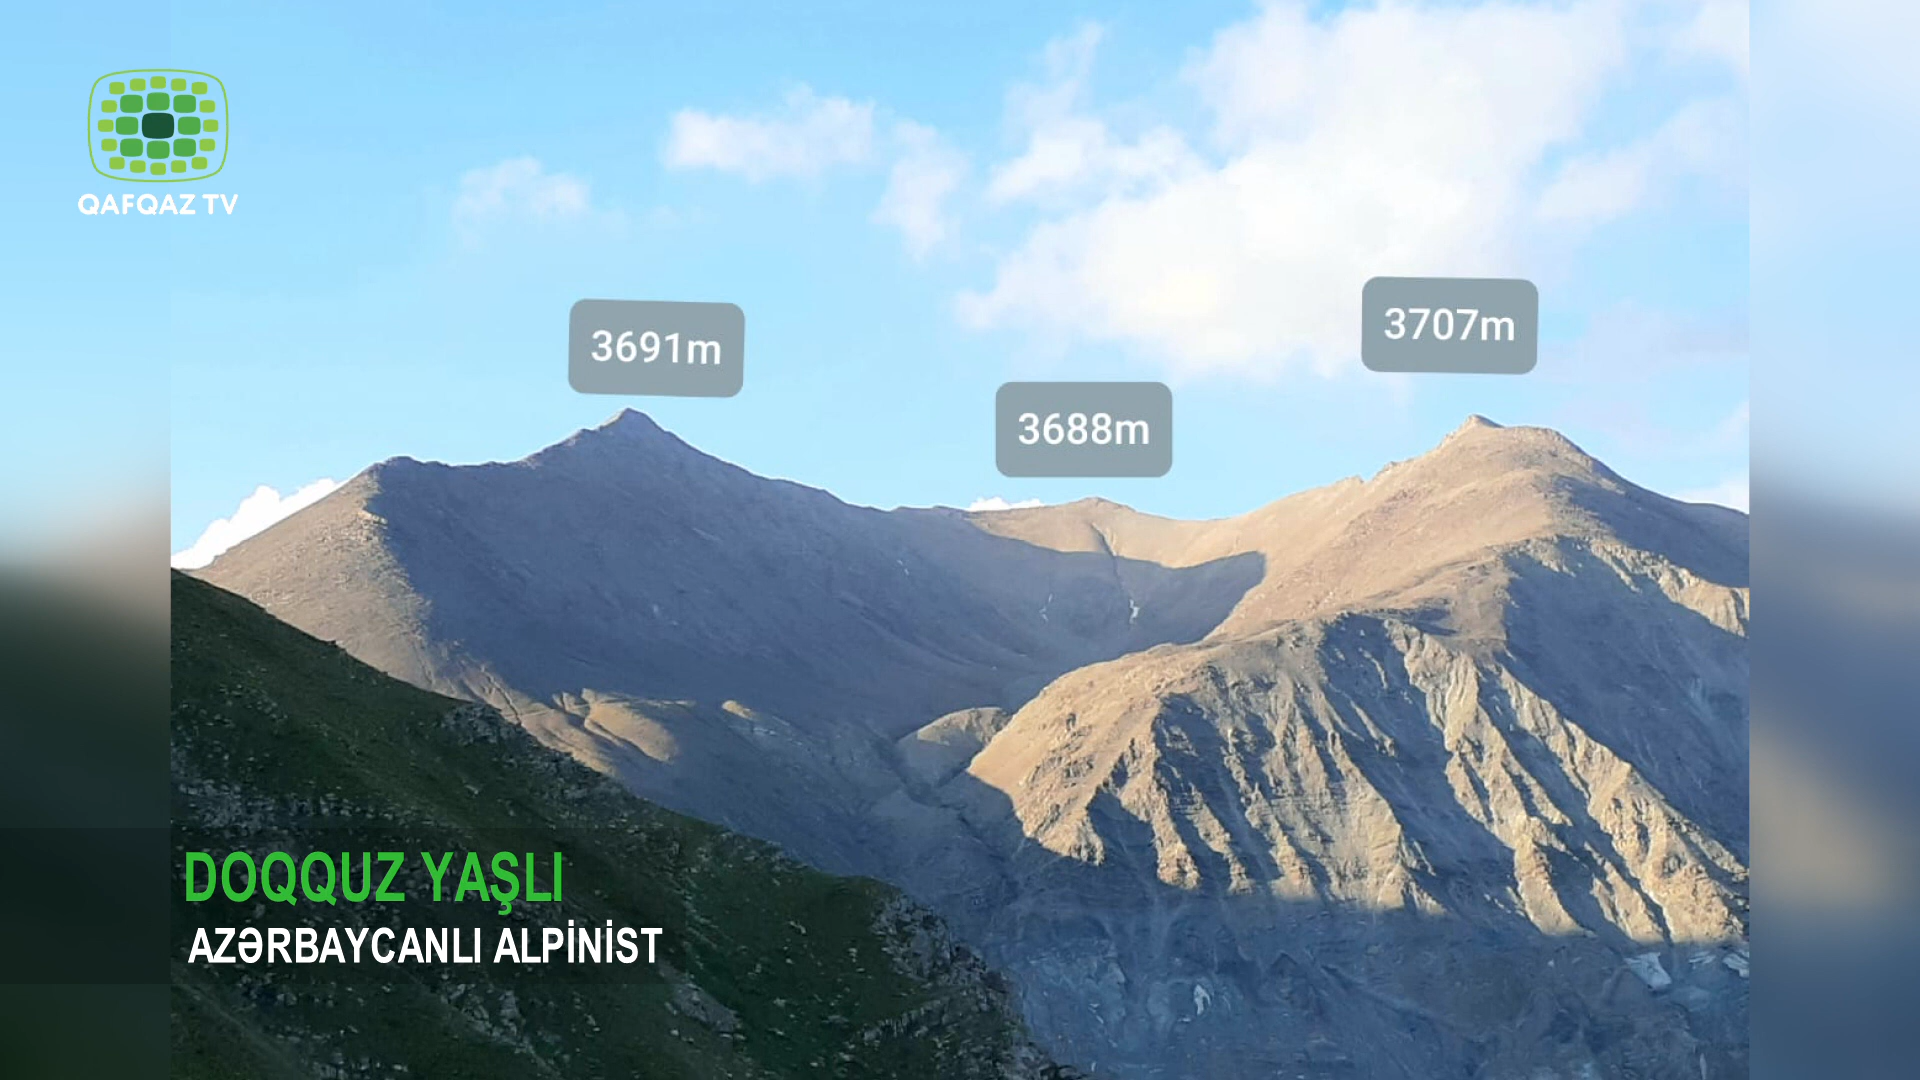 QAFQAZ TV
3691m
3688m
3707m
DOQQUZ YAŞLI
AZƏRBAYCANLI ALPİNİST